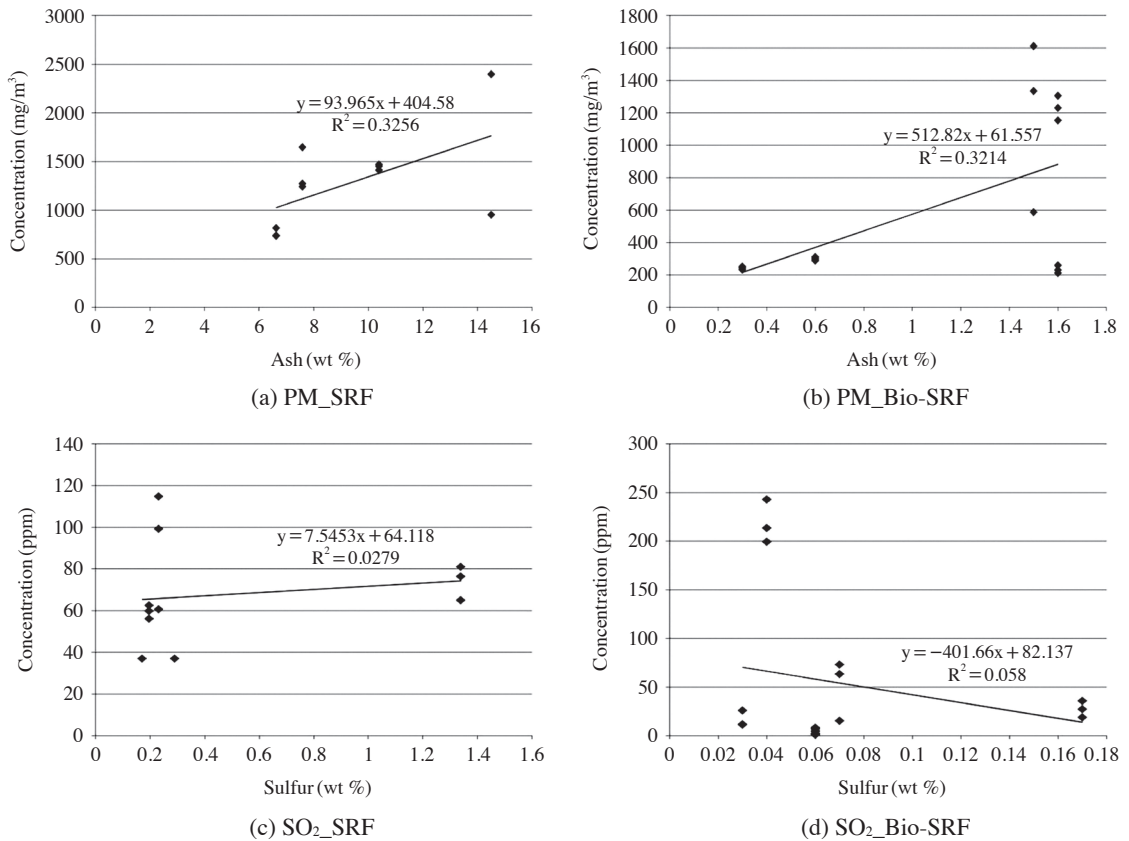 3000
2500
2000
1500
1000
500
0
Concentration (mg/m³)
y=93.965x+404.58
R²=0.3256
0 2 4 6 8 10 12 14 16
Ash (wt %)
(a) PM_SRF
1800
1600
1400
1200
1000
800
600
400
200
0
Concentration (mg/m³)
y=512.82x+61.557
R²=0.3214
0 0.2 0.4 0.6 0.8 1 1.2 1.4 1.6 1.8
Ash (wt %)
(b) PM_Bio-SRF
140
120
100
80
60
40
20
0
Concentration (ppm)
y=7.5453x+64.118
R²=0.0279
0 0.2 0.4 0.6 0.8 1 1.2 1.4 1.6
Sulfur (wt %)
(c) SO₂_SRF
300
250
200
150
100
50
0
Concentration (ppm)
y=−401.66x+82.137
R²=0.058
0.02 0.04 0.06 0.08 0.1 0.12 0.14 0.16 0.18
Sulfur (wt %)
(d) SO₂_Bio-SRF